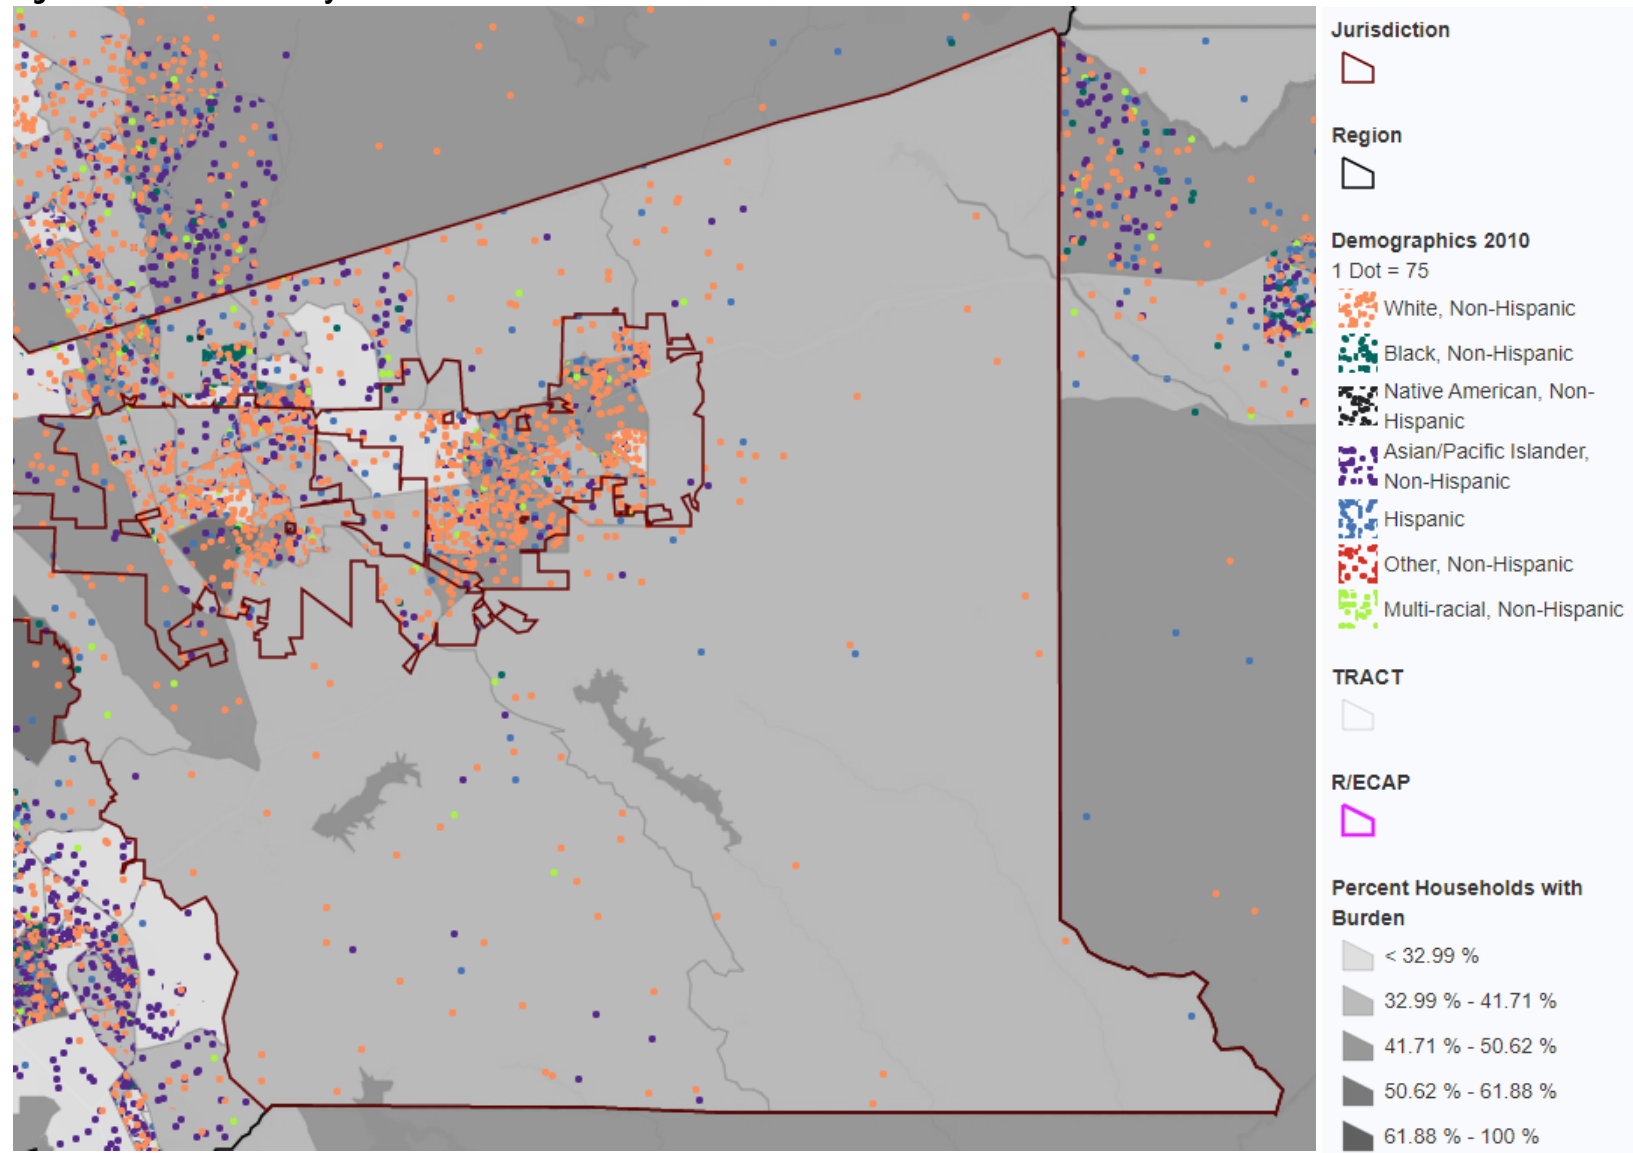 Jurisdiction
Region
Demographics 2010
1 Dot = 75
White, Non-Hispanic
Black, Non-Hispanic
Native American, Non-
Hispanic
Asian/Pacific Islander,
Non-Hispanic
Hispanic
Other, Non-Hispanic
Multi-racial, Non-Hispanic
TRACT
R/ECAP
Percent Households with
Burden
< 32.99 %
32.99 % - 41.71 %
41.71 % - 50.62 %
50.62 % - 61.88 %
61.88 % - 100 %